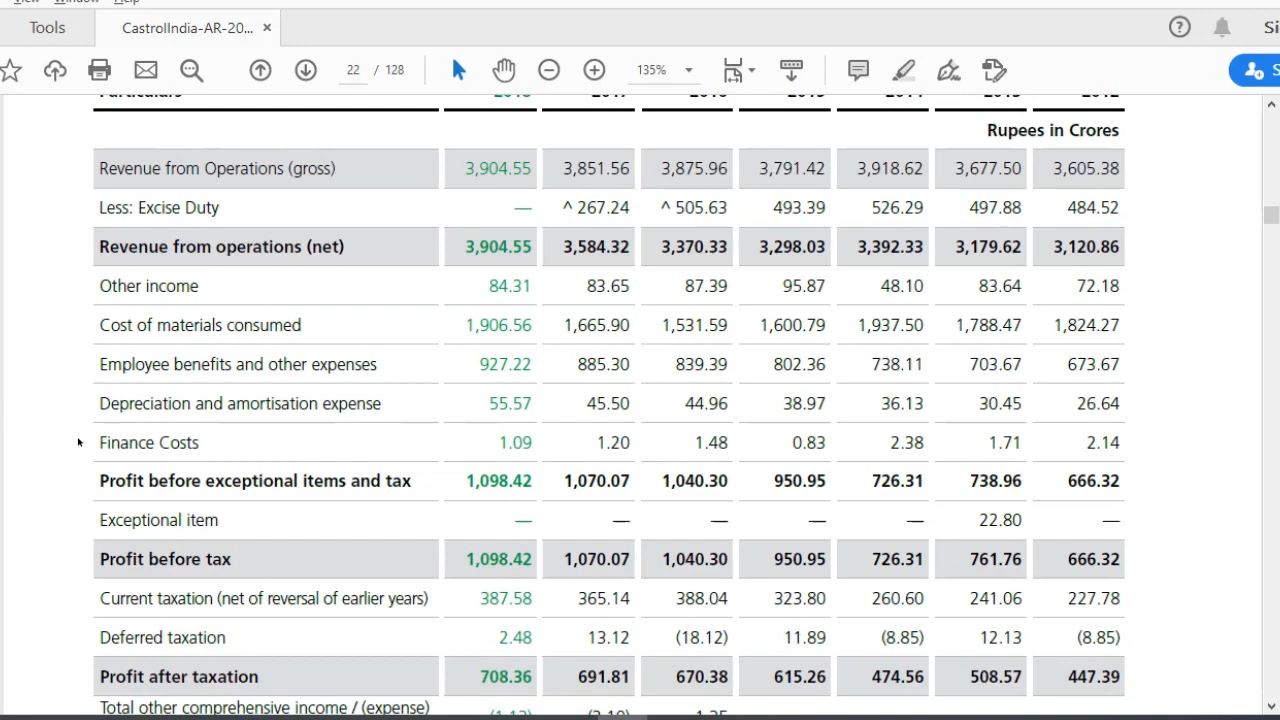 View Window Help
Tools CastrolIndia-AR-20... × ? Si
22 / 128 135% S
Particulars 2018 2017 2016 2015 2014 2013 2012
Rupees in Crores
Revenue from Operations (gross) 3,904.55 3,851.56 3,875.96 3,791.42 3,918.62 3,677.50 3,605.38
Less: Excise Duty — ^ 267.24 ^ 505.63 493.39 526.29 497.88 484.52
Revenue from operations (net) 3,904.55 3,584.32 3,370.33 3,298.03 3,392.33 3,179.62 3,120.86
Other income 84.31 83.65 87.39 95.87 48.10 83.64 72.18
Cost of materials consumed 1,906.56 1,665.90 1,531.59 1,600.79 1,937.50 1,788.47 1,824.27
Employee benefits and other expenses 927.22 885.30 839.39 802.36 738.11 703.67 673.67
Depreciation and amortisation expense 55.57 45.50 44.96 38.97 36.13 30.45 26.64
Finance Costs 1.09 1.20 1.48 0.83 2.38 1.71 2.14
Profit before exceptional items and tax 1,098.42 1,070.07 1,040.30 950.95 726.31 738.96 666.32
Exceptional item — — — — — 22.80 —
Profit before tax 1,098.42 1,070.07 1,040.30 950.95 726.31 761.76 666.32
Current taxation (net of reversal of earlier years) 387.58 365.14 388.04 323.80 260.60 241.06 227.78
Deferred taxation 2.48 13.12 (18.12) 11.89 (8.85) 12.13 (8.85)
Profit after taxation 708.36 691.81 670.38 615.26 474.56 508.57 447.39
Total other comprehensive income / (expense)